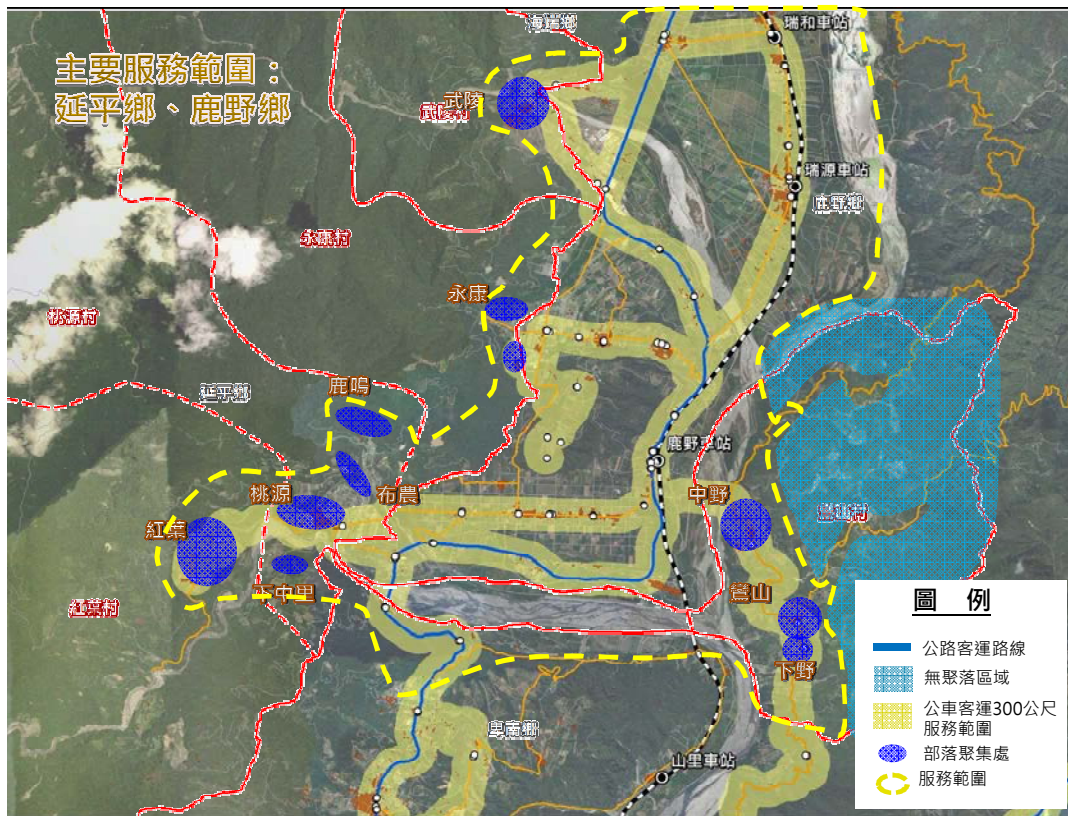 主要服務範圍：
延平鄉、鹿野鄉
海端鄉
瑞和車站
武陵
武陵村
瑞源車站
鹿野鄉
永康村
永康
桃源村
鹿鳴
延平鄉
鹿野車站
桃源
布農
中野
紅葉
鸞山村
下中里
鸞山
紅葉村
下野
卑南鄉
山里車站
圖 例
公路客運路線
無聚落區域
公車客運300公尺
服務範圍
部落聚集處
服務範圍